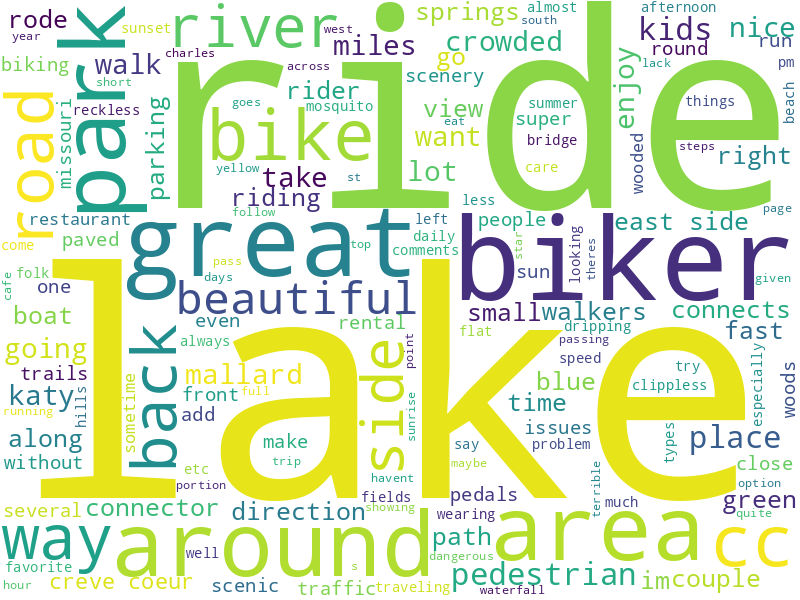 rode
year
sunset
charles
river
west
south
springs
almost
afternoon
park
ride
kids
nice
biking
walk
miles
crowded
round
run
across
go
scenery
lack
pm
short
rider
enjoy
beach
road
missouri
reckless
parking
goes
mosquito
view
summer
super
things
bike
want
eat
bridge
wooded
steps
right
yellow
take
lot
care
riding
st
less
page
restaurant
follow
great
left
people
east side
come
paved
daily
biker
top
comments
star
looking
theres
pass
sun
cafe
folk
days
given
one
beautiful
small
walkers
connects
boat
back
even
rental
flat
dripping
fast
lake
going
always
side
point
passing
speed
trails
mallard
blue
try
clippless
especially
woods
katy
hills
front
full
sunrise
time
running
sometime
add
issues
types
place
along
make
say
problem
without
etc
trip
maybe
close
havent
terrible
option
portion
fields
pedals
much
green
several
connector
direction
showing
wearing
quite
way
around
area
cc
well
path
favorite
s
dangerous
pedestrian
im
couple
hour
creve coeur
scenic
traffic
traveling
waterfall